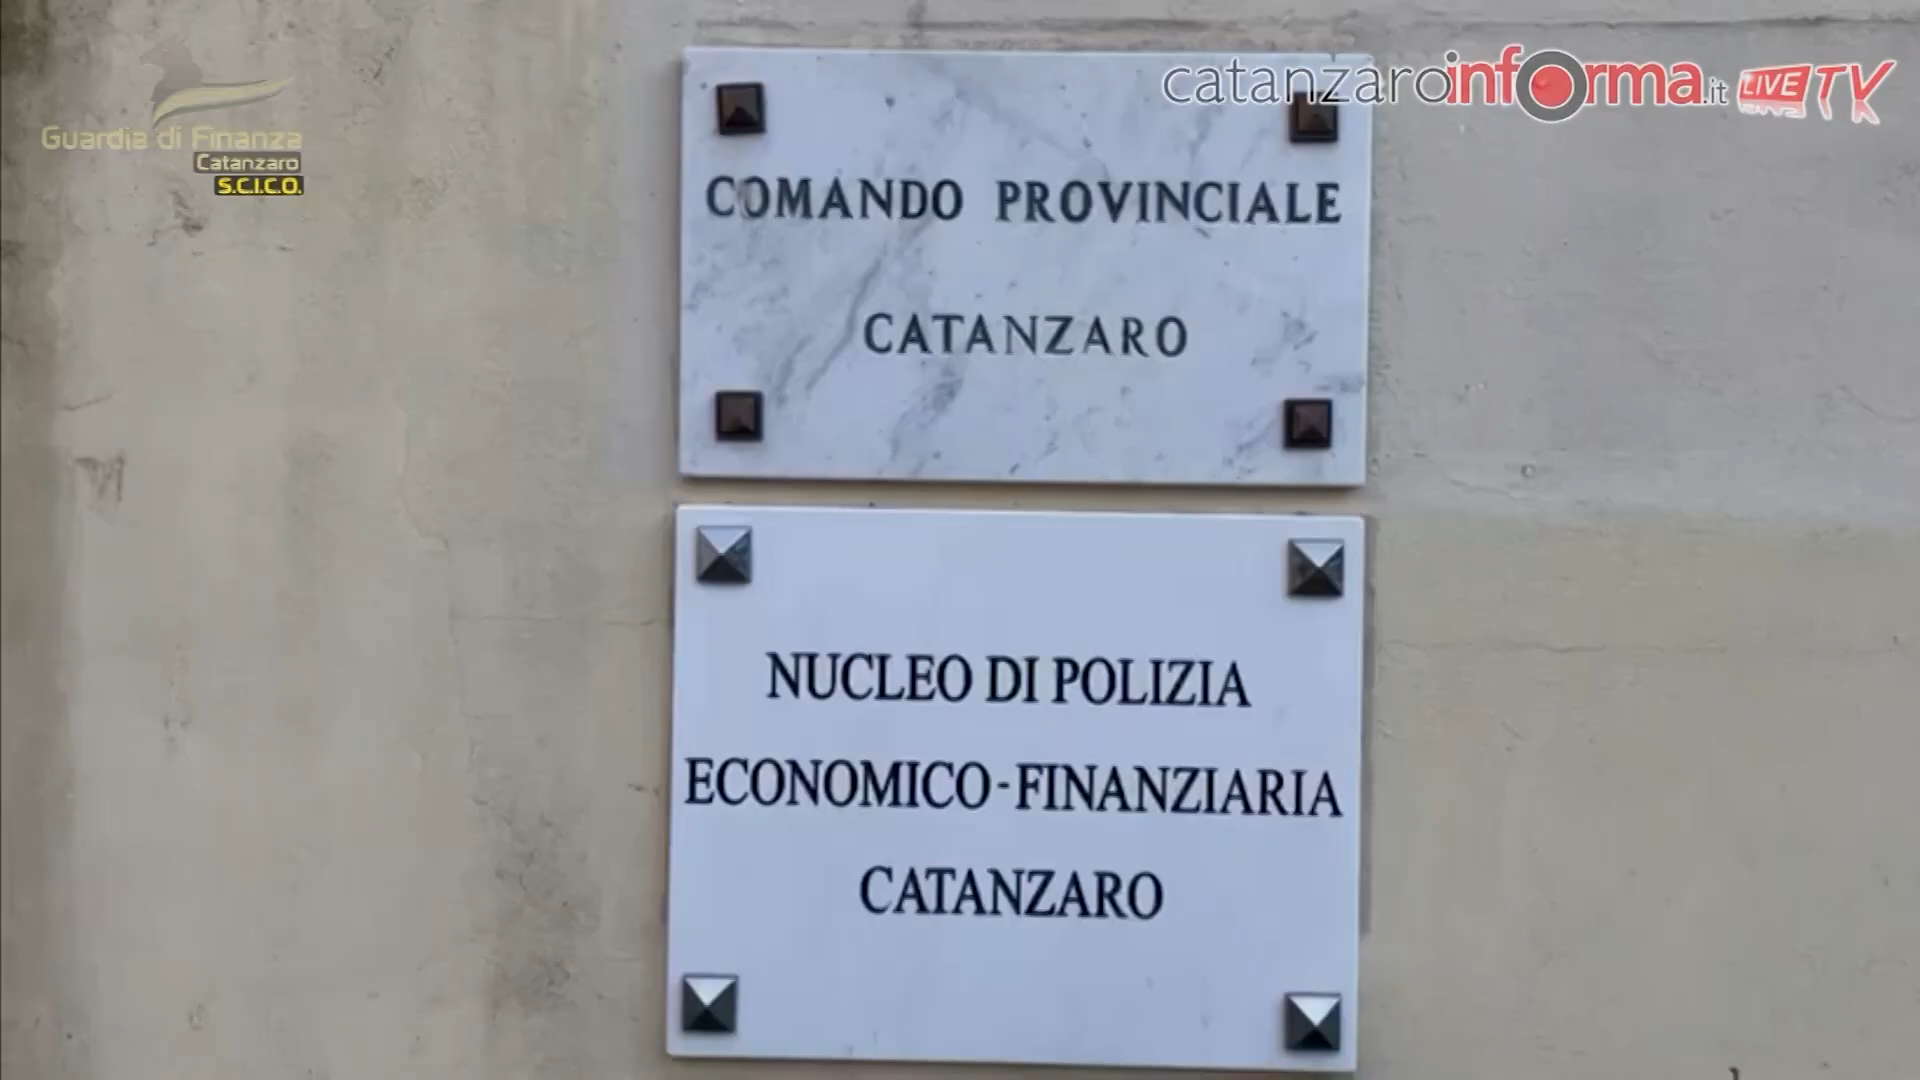 Guardia di Finanza
Catanzaro
S.C.I.C.O.
catanzaroinforma.it LIVE TV
COMANDO PROVINCIALE
CATANZARO
NUCLEO DI POLIZIA
ECONOMICO-FINANZIARIA
CATANZARO